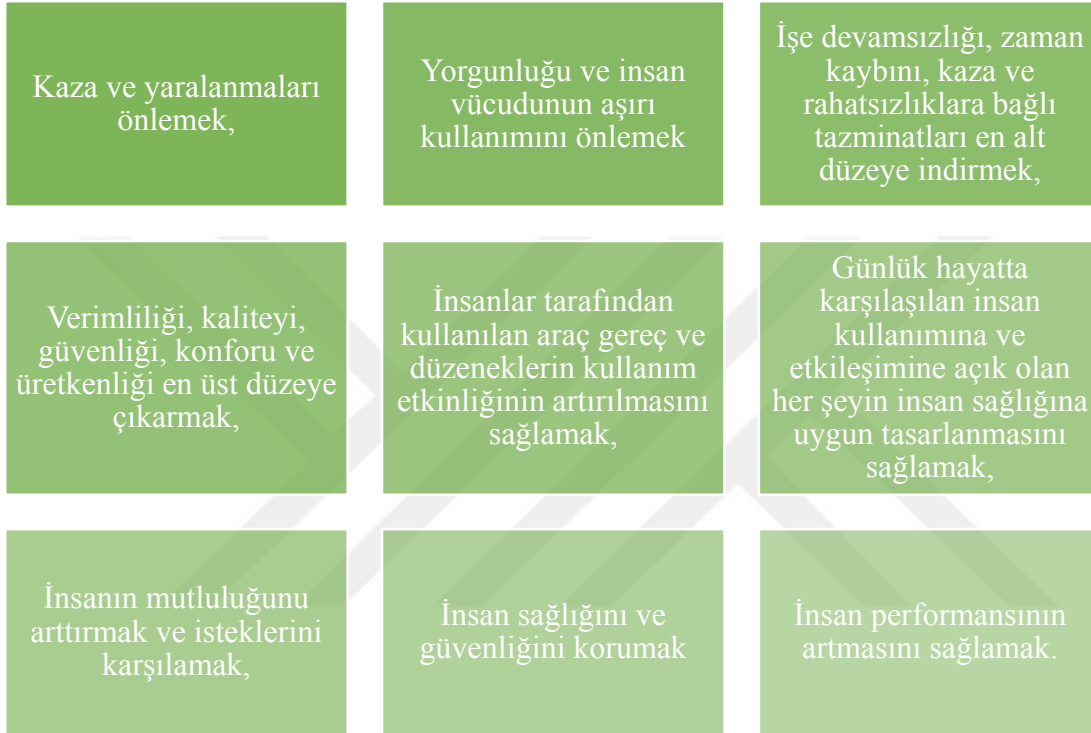 Kaza ve yaralanmaları
önlemek,
Yorgunluğu ve insan
vücudunun aşırı
kullanımını önlemek
İşe devamsızlığı, zaman
kaybını, kaza ve
rahatsızlıklara bağlı
tazminatları en alt
düzeye indirmek,
Verimliliği, kaliteyi,
güvenliği, konforu ve
üretkenliği en üst düzeye
çıkarmak,
İnsanlar tarafından
kullanılan araç gereç ve
düzeneklerin kullanım
etkinliğinin artırılmasını
sağlamak,
Günlük hayatta
karşılaşılan insan
kullanımına ve
etkileşimine açık olan
her şeyin insan sağlığına
uygun tasarlanmasını
sağlamak,
İnsanın mutluluğunu
arttırmak ve isteklerini
karşılamak,
İnsan sağlığını ve
güvenliğini korumak
İnsan performansının
artmasını sağlamak.